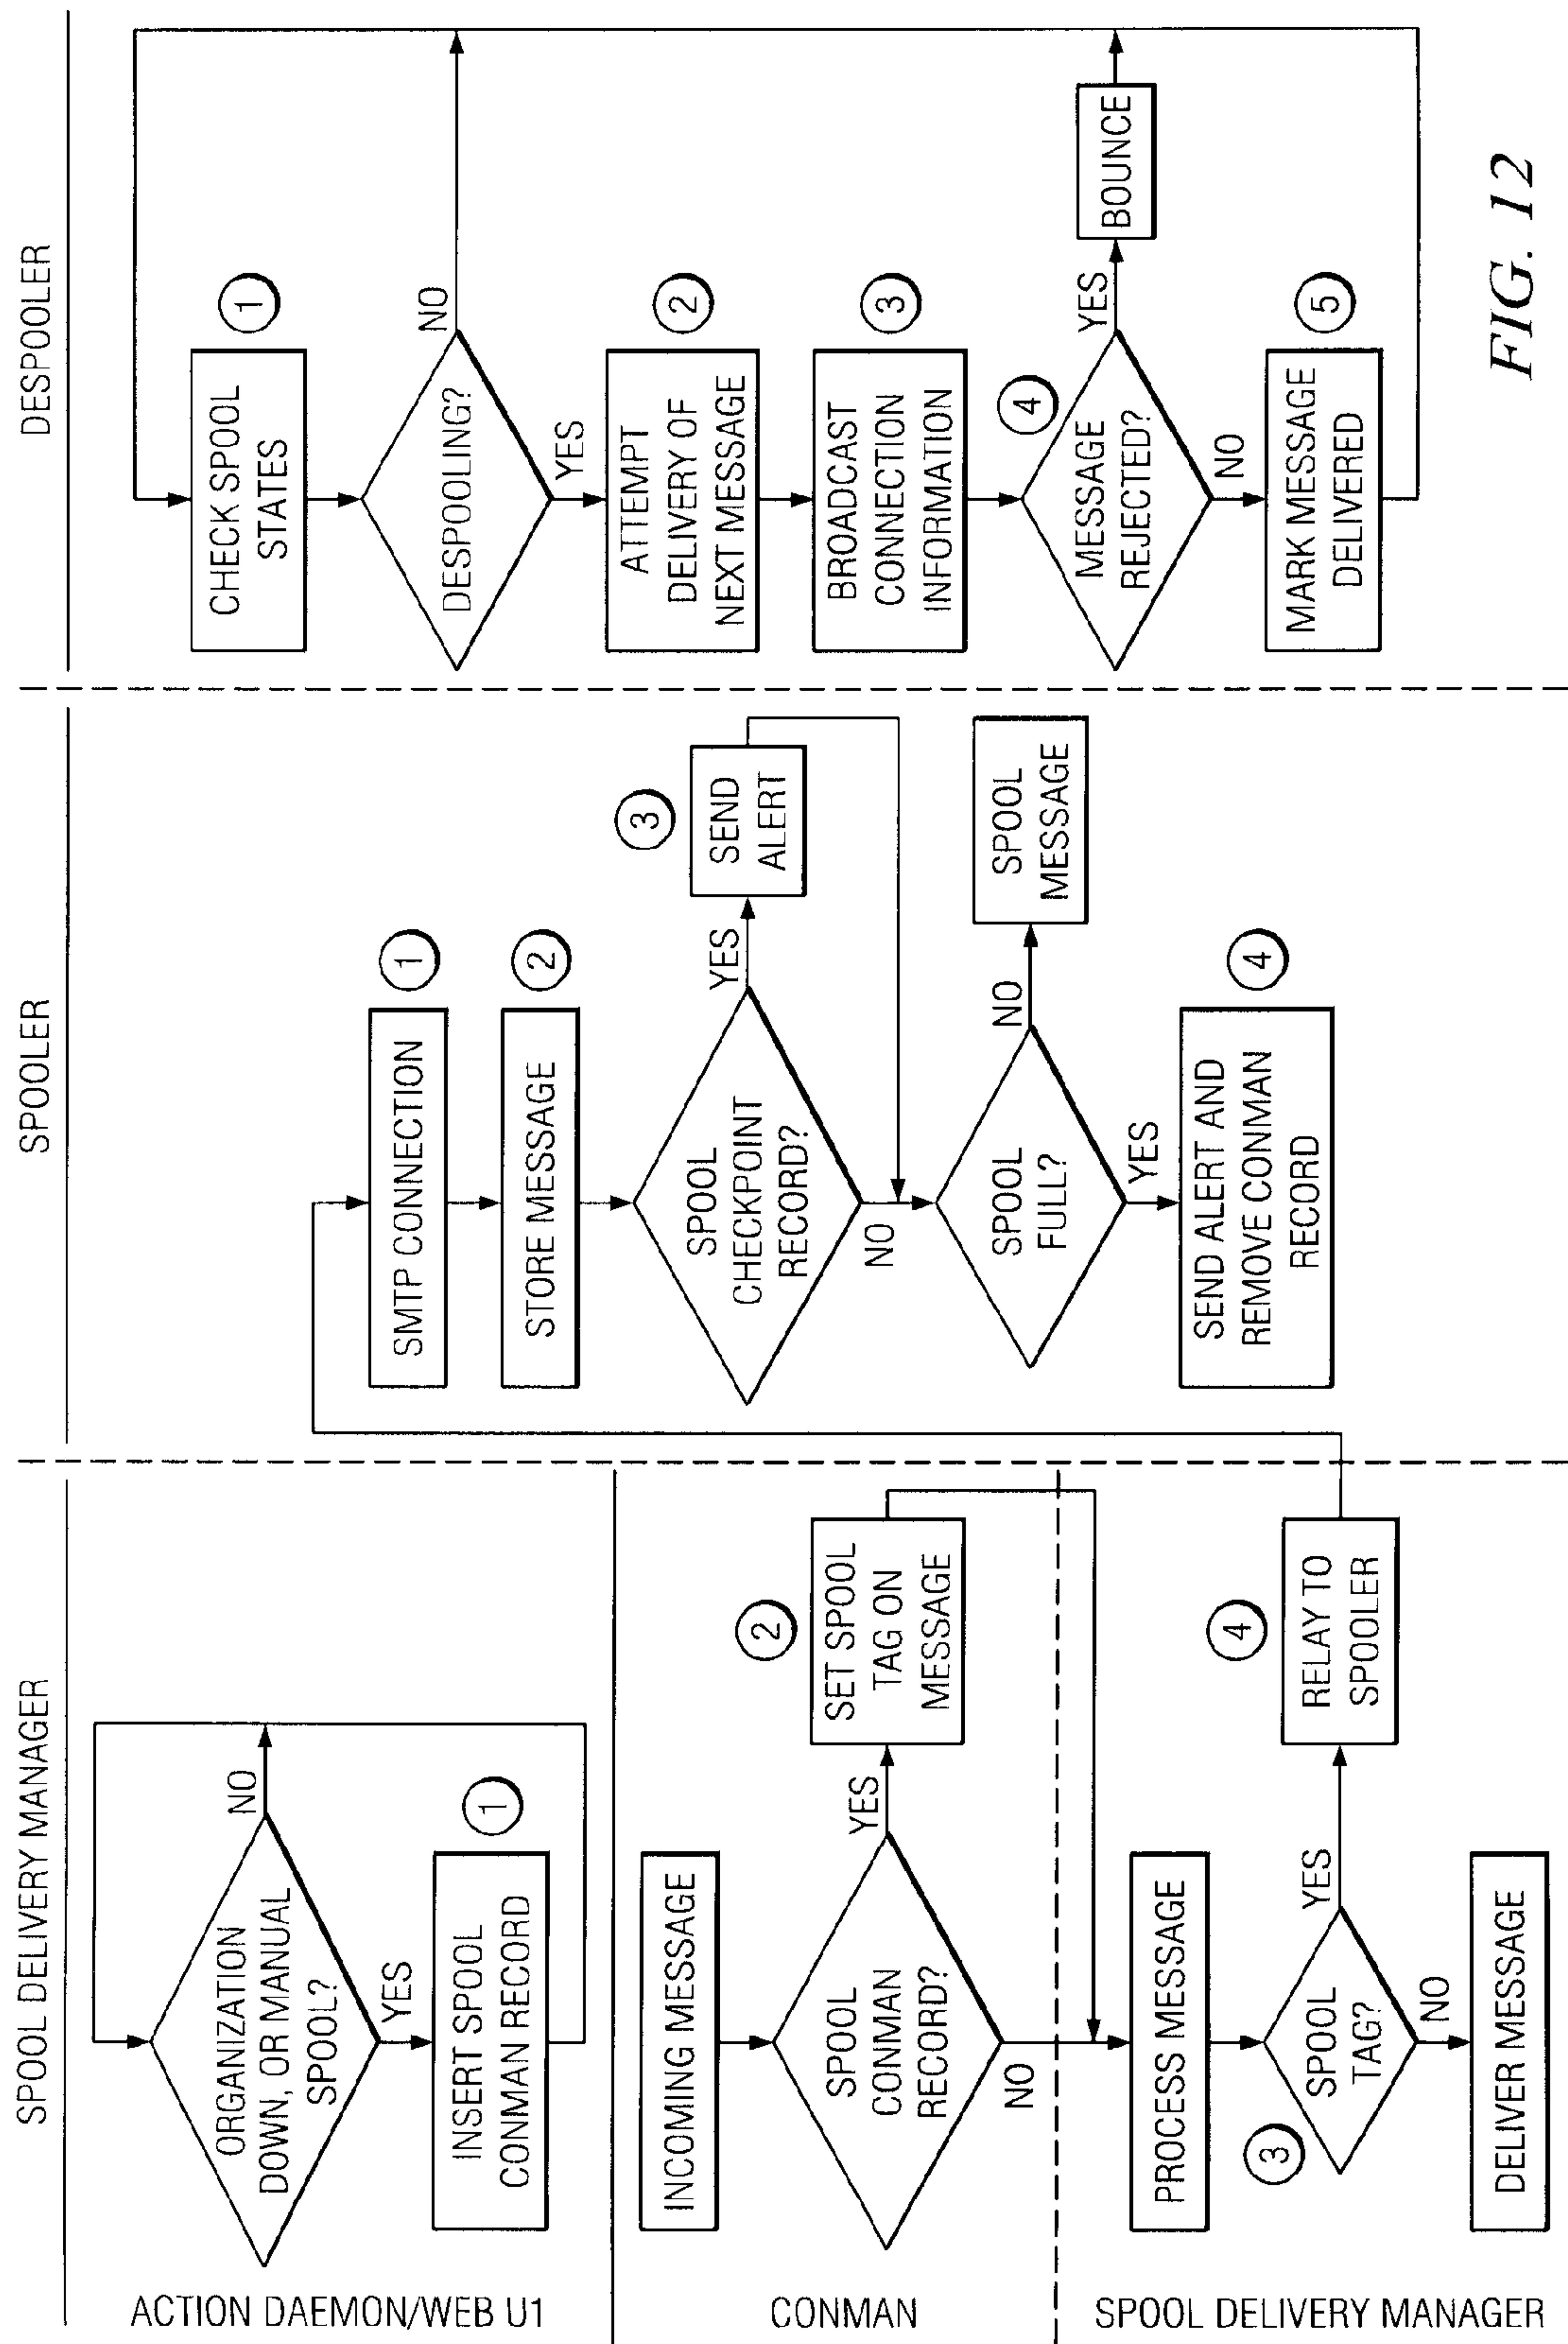 SPOOL DELIVERY MANAGER
ACTION DAEMON/WEB U1
ORGANIZATION
DOWN, OR MANUAL
SPOOL?
NO
YES
INSERT SPOOL
CONMAN RECORD
1
CONMAN
INCOMING MESSAGE
SPOOL
CONMAN
RECORD?
YES
2
SET SPOOL
TAG ON
MESSAGE
NO
SPOOL DELIVERY MANAGER
PROCESS MESSAGE
3
SPOOL
TAG?
YES
4
RELAY TO
SPOOLER
NO
DELIVER MESSAGE
SPOOLER
SMTP CONNECTION
1
STORE MESSAGE
2
SPOOL
CHECKPOINT
RECORD?
YES
3
SEND
ALERT
NO
SPOOL
FULL?
NO
SPOOL
MESSAGE
YES
SEND ALERT AND
REMOVE CONMAN
RECORD
4
DESPOOLER
CHECK SPOOL
STATES
1
DESPOOLING?
NO
YES
ATTEMPT
DELIVERY OF
NEXT MESSAGE
2
BROADCAST
CONNECTION
INFORMATION
3
4
MESSAGE
REJECTED?
YES
BOUNCE
NO
MARK MESSAGE
DELIVERED
5
FIG. 12